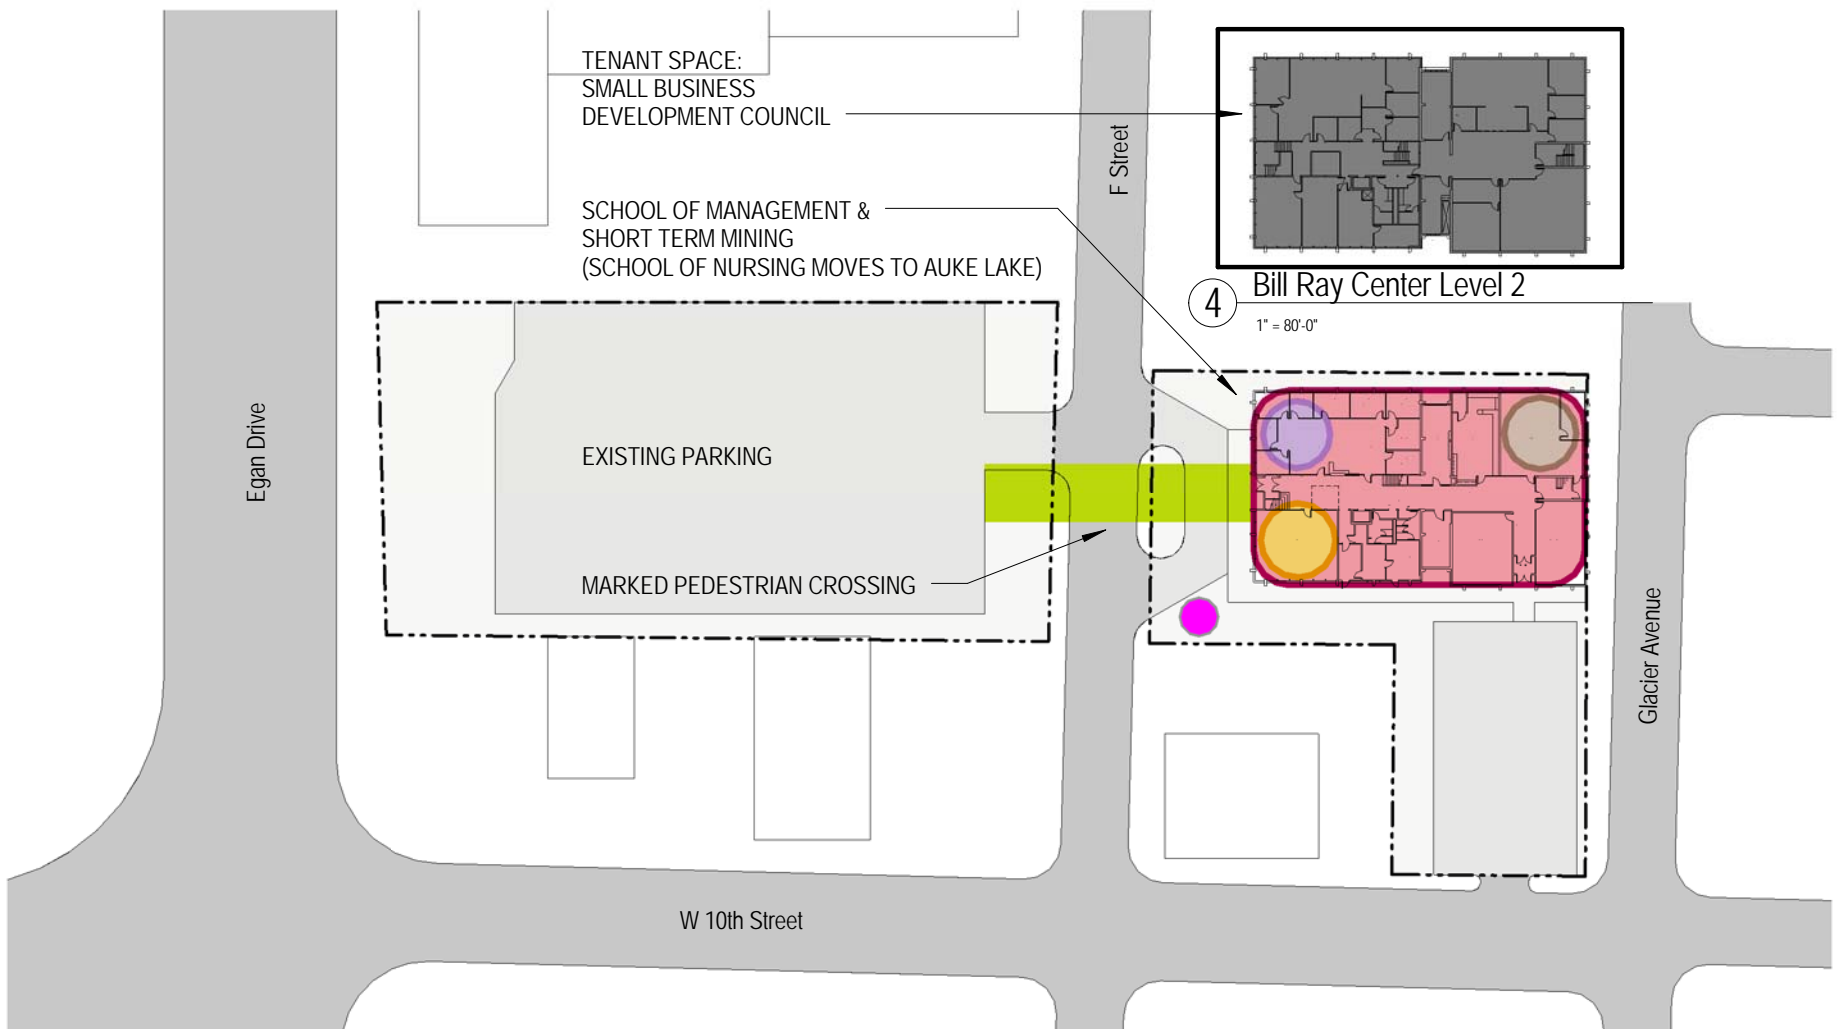 TENANT SPACE:
SMALL BUSINESS
DEVELOPMENT COUNCIL
F Street
SCHOOL OF MANAGEMENT &
SHORT TERM MINING
(SCHOOL OF NURSING MOVES TO AUKE LAKE)
4
Bill Ray Center Level 2
1" = 80'-0"
Egan Drive
EXISTING PARKING
MARKED PEDESTRIAN CROSSING
Glacier Avenue
W 10th Street